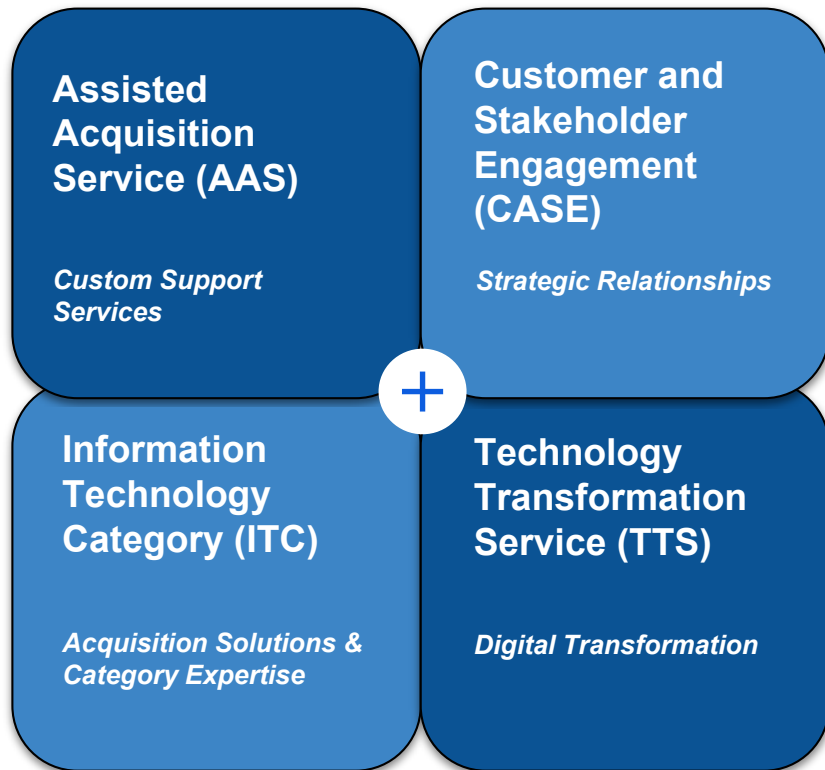 Assisted
Acquisition
Service (AAS)
Custom Support
Services
Customer and
Stakeholder
Engagement
(CASE)
Strategic Relationships
Information
Technology
Category (ITC)
Acquisition Solutions &
Category Expertise
Technology
Transformation
Service (TTS)
Digital Transformation